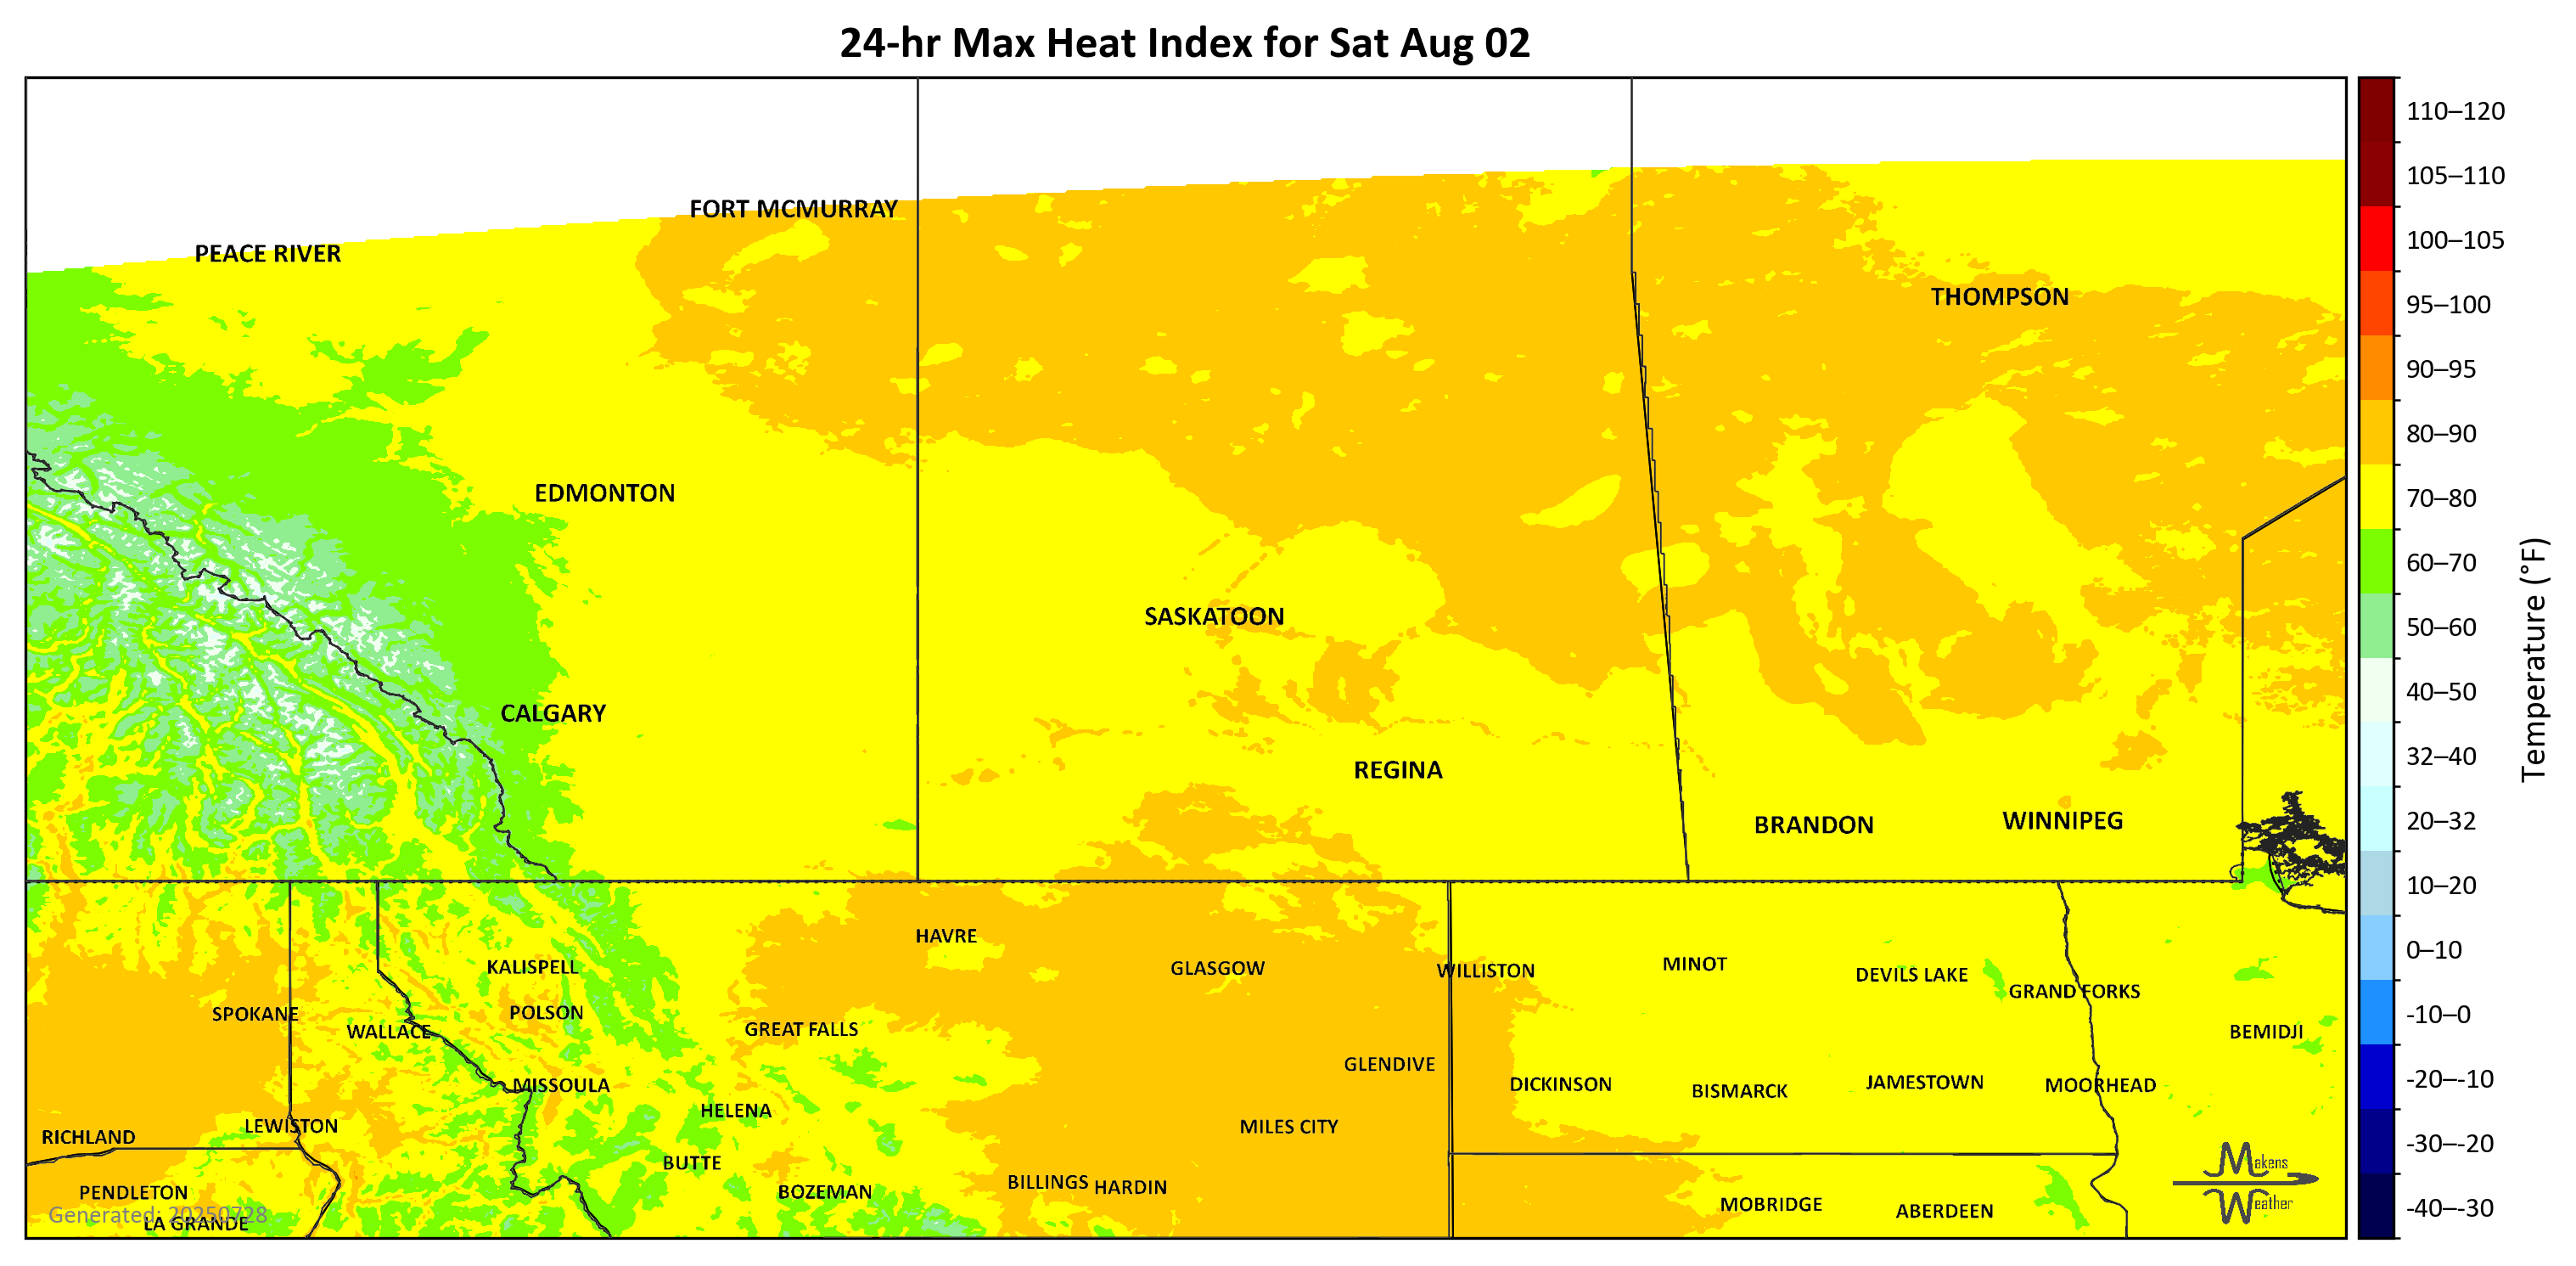 24-hr Max Heat Index for Sat Aug 02
FORT MCMURRAY
PEACE RIVER
THOMPSON
EDMONTON
SASKATOON
CALGARY
REGINA
BRANDON
WINNIPEG
HAVRE
KALISPELL
GLASGOW
WILLISTON
MINOT
DEVILS LAKE
GRAND FORKS
SPOKANE
POLSON
WALLACE
GREAT FALLS
BEMIDJI
GLENDIVE
MISSOULA
DICKINSON
BISMARCK
JAMESTOWN
MOORHEAD
HELENA
LEWISTON
MILES CITY
RICHLAND
BUTTE
PENDLETON
BOZEMAN
BILLINGS
HARDIN
MOBRIDGE
ABERDEEN
LA GRANDE
Generated: 20250728
Makens
Weather
110–120
105–110
100–105
95–100
90–95
80–90
70–80
60–70
50–60
40–50
32–40
20–32
10–20
0–10
-10–0
-20–-10
-30–-20
-40–-30
Temperature (°F)